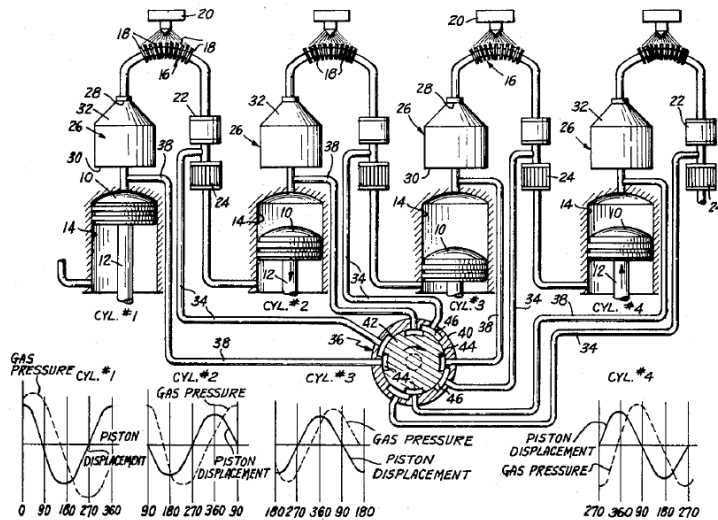 20 20
18 18 18
16 16
28 28
32 32 32 32
22 22
26 26 26 26
30 30
38 38
24 24 24
10 14 10 14 10 14 10 14
12 12 12 12
CYL.#1 CYL.#2 CYL.#3 CYL.#4
34 34 34 38 34 38 34
36 42 46 40 44
38 44 46
GAS PRESSURE CYL.#1 CYL.#2 CYL.#3 CYL.#4
GAS PRESSURE
GAS PRESSURE
PISTON DISPLACEMENT
PISTON DISPLACEMENT
PISTON DISPLACEMENT
PISTON DISPLACEMENT
GAS PRESSURE
0 90 180 270 360
90 180 270 360 90
180 270 360 90 180
270 360 90 180 270